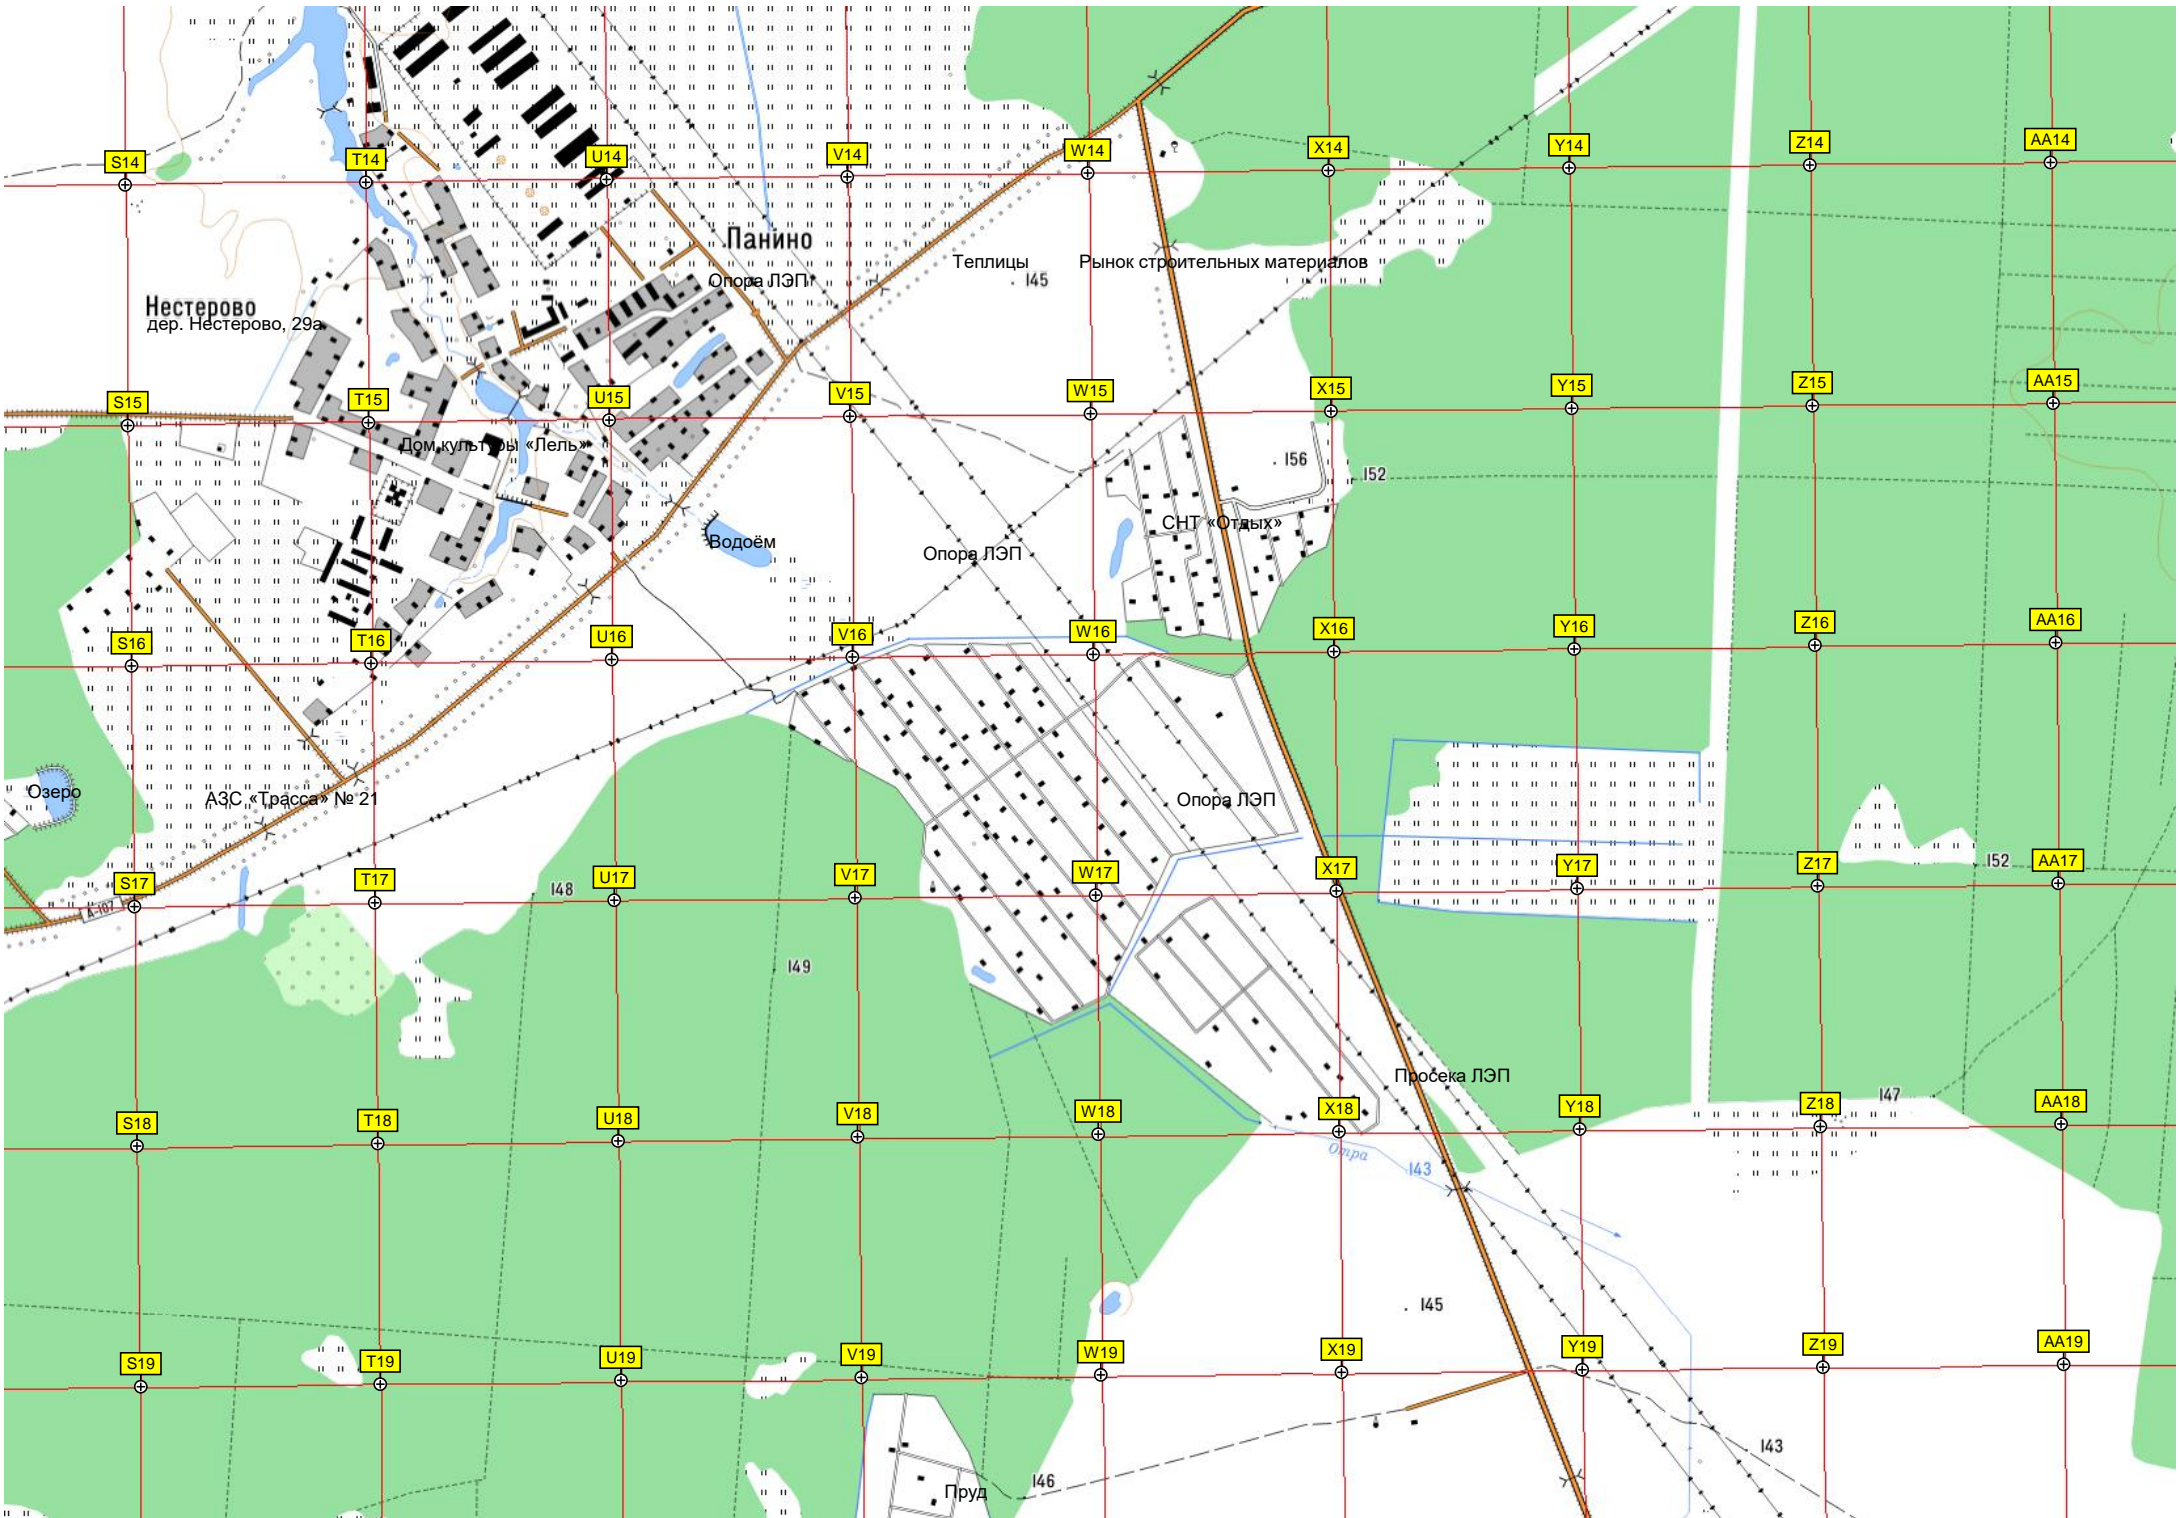 S14
T14
U14
V14
W14
X14
Y14
Z14
AA14
Панино
Теплицы
Рынок строительных материалов
Опора ЛЭП
145
Нестерово
дер. Нестерово, 29а
S15
T15
U15
V15
W15
X15
Y15
Z15
AA15
Дом культуры «Лель»
156
152
СНТ «Отдых»
Водоём
Опора ЛЭП
S16
T16
U16
V16
W16
X16
Y16
Z16
AA16
Озеро
АЗС «Трасса» № 21
Опора ЛЭП
S17
T17
U17
V17
W17
X17
Y17
Z17
152
AA17
148
А-107
149
Просека ЛЭП
147
S18
T18
U18
V18
W18
X18
Y18
Z18
AA18
Отра
143
145
S19
T19
U19
V19
W19
X19
Y19
Z19
AA19
143
146
Пруд